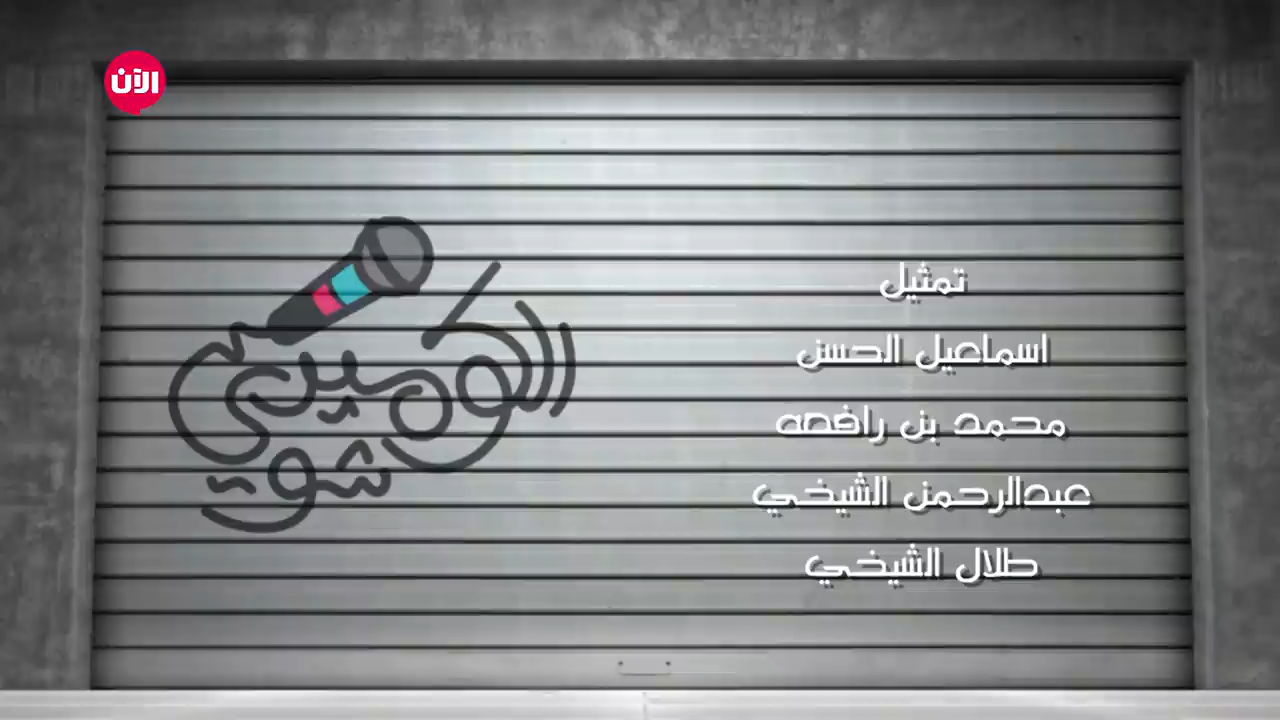 الآن
الكوميدي
شو
تمثيل
اسماعيل الحسن
محمد بن رافعه
عبدالرحمن الشيخي
طلال الشيخي